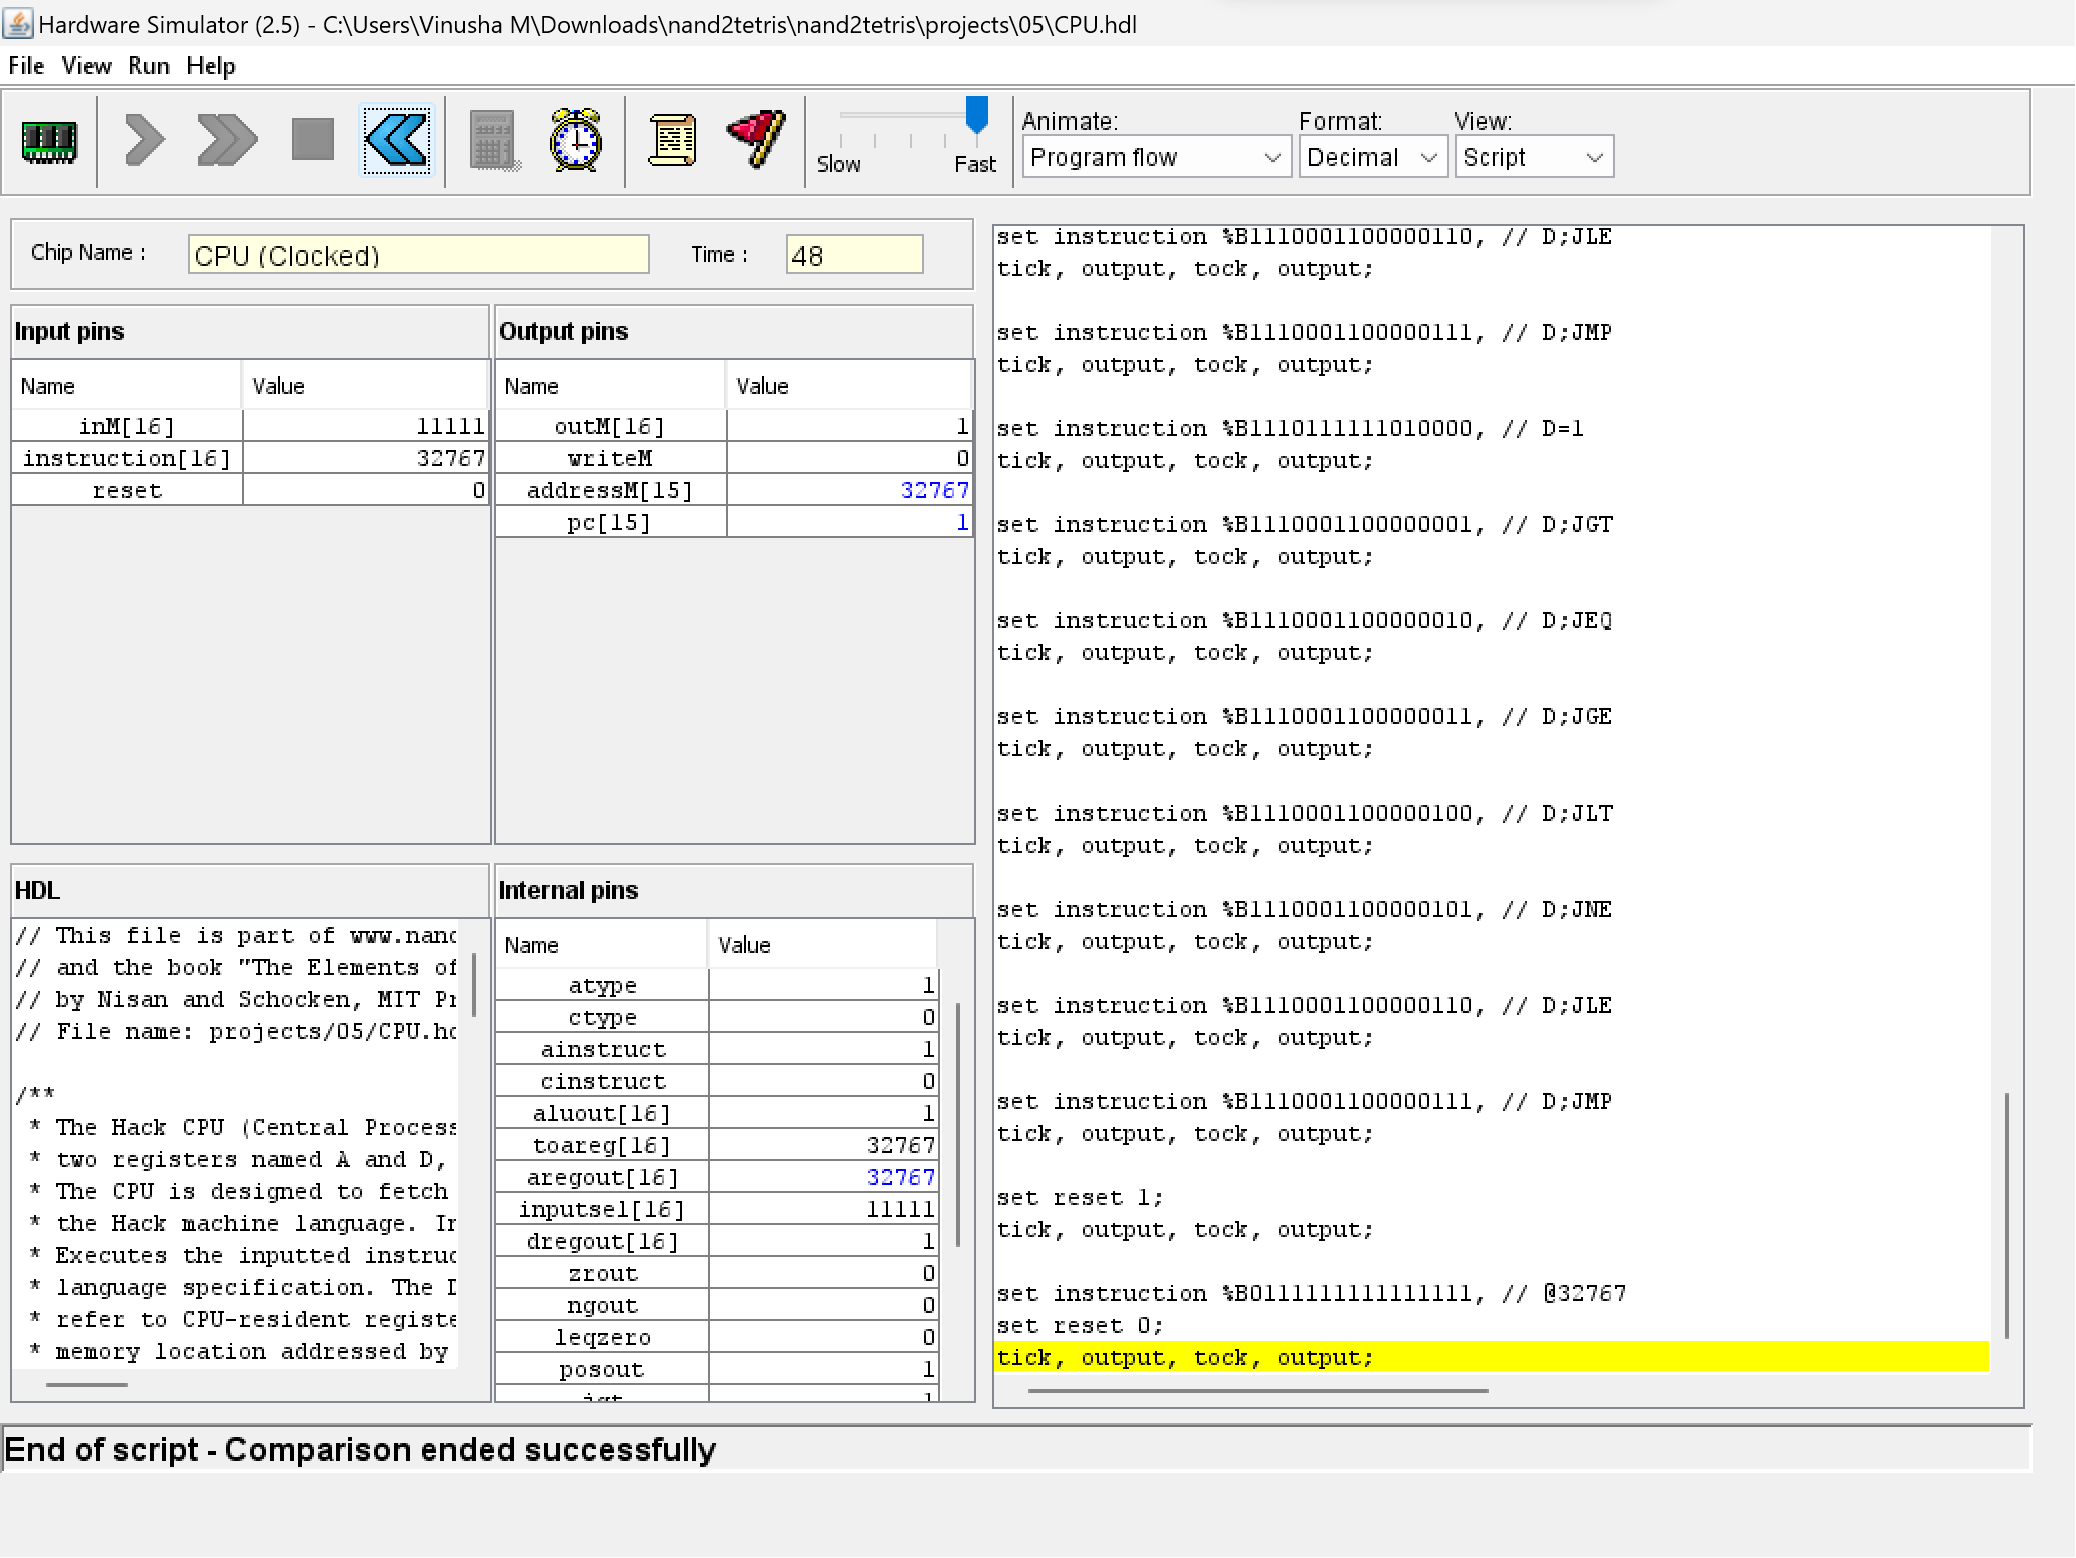 Hardware Simulator (2.5) - C:\Users\Vinusha M\Downloads\nand2tetris\nand2tetris\projects\05\CPU.hdl
File View Run Help
Slow Fast
Animate:
Program flow
Format:
Decimal
View:
Script
Chip Name : CPU (Clocked) Time : 48
Input pins
Name Value
inM[16] 11111
instruction[16] 32767
reset 0
Output pins
Name Value
outM[16] 1
writeM 0
addressM[15] 32767
pc[15] 1
HDL
// This file is part of www.nanc
// and the book "The Elements of
// by Nisan and Schocken, MIT Pr
// File name: projects/05/CPU.hd
/**
* The Hack CPU (Central Process
* two registers named A and D,
* The CPU is designed to fetch
* the Hack machine language. In
* Executes the inputted instruc
* language specification. The D
* refer to CPU-resident registe
* memory location addressed by
Internal pins
Name Value
atype 1
ctype 0
ainstruct 1
cinstruct 0
aluout[16] 1
toareg[16] 32767
aregout[16] 32767
inputsel[16] 11111
dregout[16] 1
zrout 0
ngout 0
leqzero 0
posout 1
jgt 1
set instruction %B1110001100000110, // D;JLE
tick, output, tock, output;
set instruction %B1110001100000111, // D;JMP
tick, output, tock, output;
set instruction %B1110111111010000, // D=1
tick, output, tock, output;
set instruction %B1110001100000001, // D;JGT
tick, output, tock, output;
set instruction %B1110001100000010, // D;JEQ
tick, output, tock, output;
set instruction %B1110001100000011, // D;JGE
tick, output, tock, output;
set instruction %B1110001100000100, // D;JLT
tick, output, tock, output;
set instruction %B1110001100000101, // D;JNE
tick, output, tock, output;
set instruction %B1110001100000110, // D;JLE
tick, output, tock, output;
set instruction %B1110001100000111, // D;JMP
tick, output, tock, output;
set reset 1;
tick, output, tock, output;
set instruction %B0111111111111111, // @32767
set reset 0;
tick, output, tock, output;
End of script - Comparison ended successfully